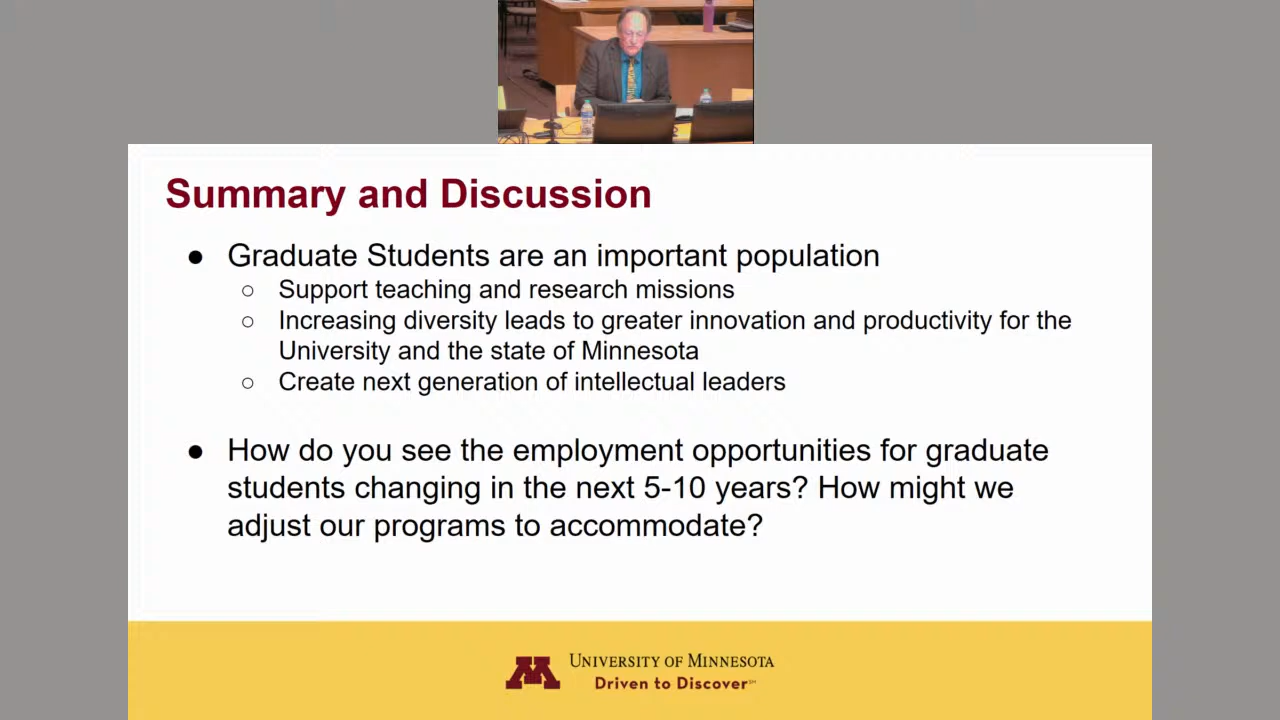 Summary and Discussion
● Graduate Students are an important population
○ Support teaching and research missions
○ Increasing diversity leads to greater innovation and productivity for the
University and the state of Minnesota
○ Create next generation of intellectual leaders
● How do you see the employment opportunities for graduate
students changing in the next 5-10 years? How might we
adjust our programs to accommodate?
M
UNIVERSITY OF MINNESOTA
Driven to Discover℠